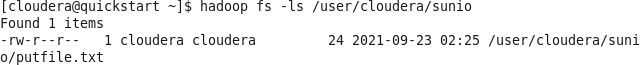 [cloudera@quickstart ~]$ hadoop fs -ls /user/cloudera/sunio
Found 1 items
-rw-r--r--   1 cloudera cloudera         24 2021-09-23 02:25 /user/cloudera/suni
o/putfile.txt